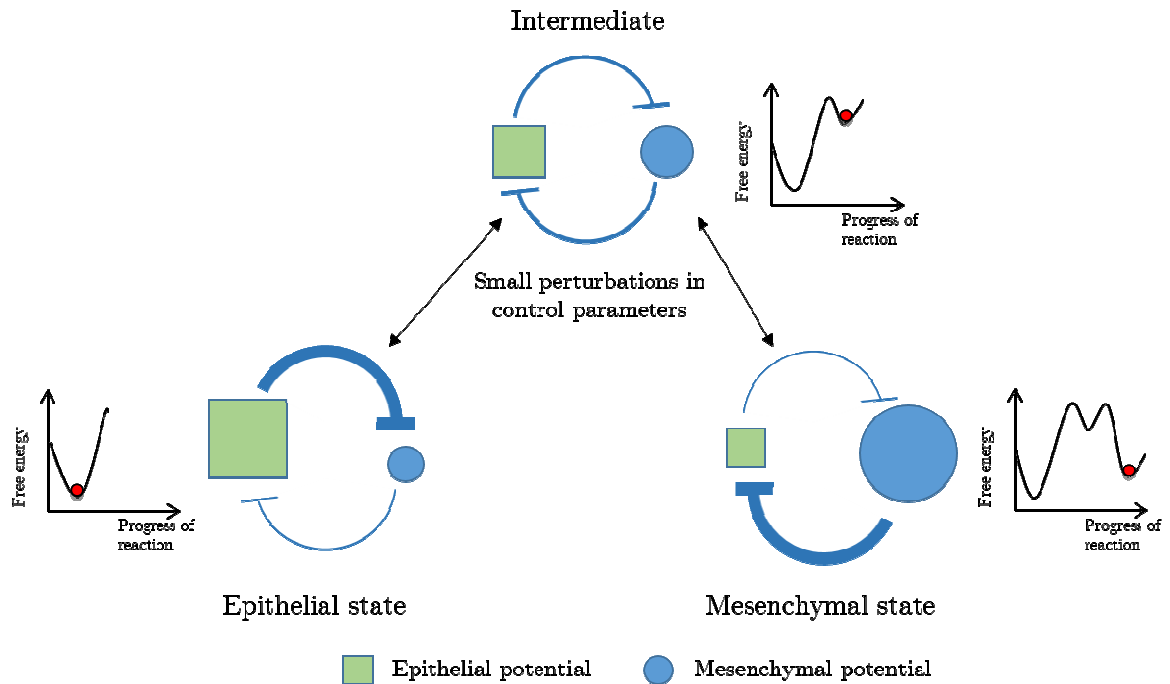 Intermediate
Free energy
Progress of
reaction
Small perturbations in
control parameters
Free energy
Progress of
reaction
Free energy
Progress of
reaction
Epithelial state
Mesenchymal state
Epithelial potential
Mesenchymal potential